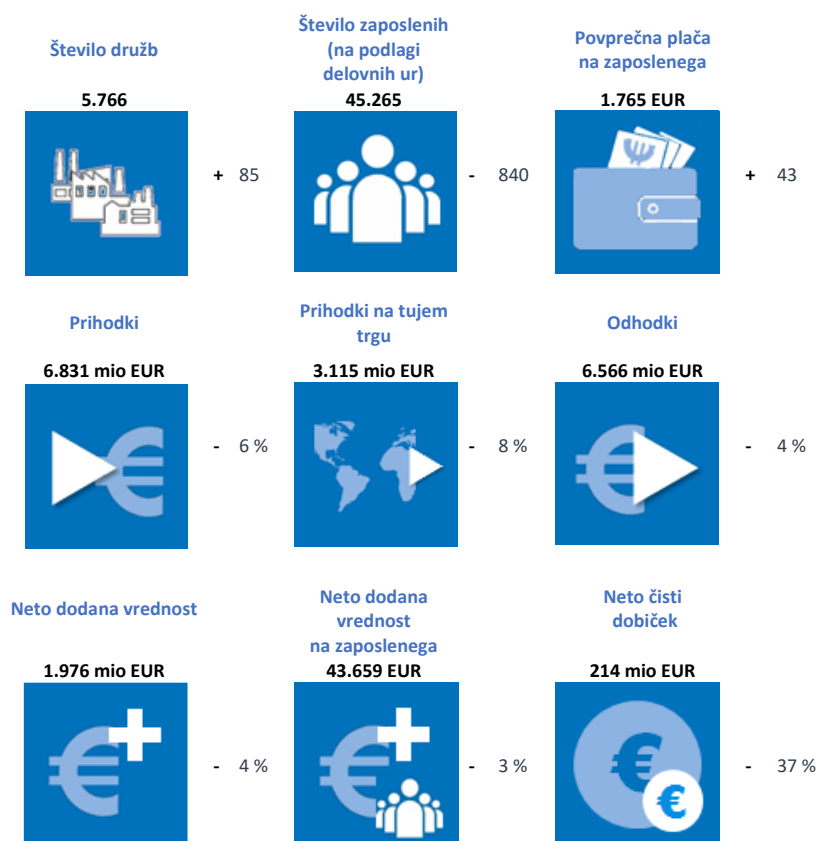 Število družb
5.766
+ 85
Število zaposlenih
(na podlagi
delovnih ur)
45.265
- 840
Povprečna plača
na zaposlenega
1.765 EUR
+ 43
Prihodki
6.831 mio EUR
- 6 %
Prihodki na tujem
trgu
3.115 mio EUR
- 8 %
Odhodki
6.566 mio EUR
- 4 %
Neto dodana vrednost
1.976 mio EUR
- 4 %
Neto dodana
vrednost
na zaposlenega
43.659 EUR
- 3 %
Neto čisti
dobiček
214 mio EUR
- 37 %